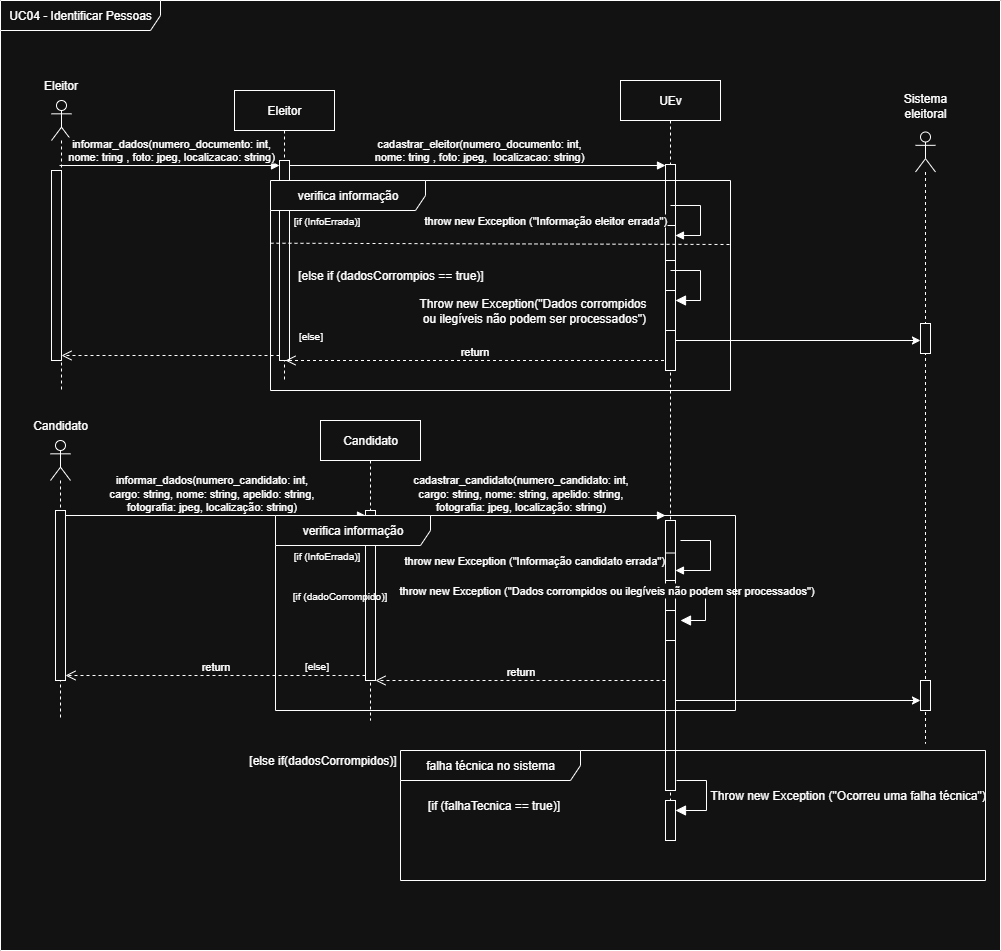 UC04 - Identificar Pessoas
Eleitor
Eleitor
UEv
Sistema
eleitoral
informar_dados(numero_documento: int,
nome: tring , foto: jpeg, localizacao: string)
cadastrar_eleitor(numero_documento: int,
nome: tring , foto: jpeg,  localizacao: string)
verifica informação
[if (InfoErrada)]
throw new Exception ("Informação eleitor errada")
[else if (dadosCorrompios == true)]
Throw new Exception("Dados corrompidos
ou ilegíveis não podem ser processados")
[else]
return
Candidato
Candidato
informar_dados(numero_candidato: int,
cargo: string, nome: string, apelido: string,
fotografia: jpeg, localização: string)
cadastrar_candidato(numero_candidato: int,
cargo: string, nome: string, apelido: string,
fotografia: jpeg, localização: string)
verifica informação
[if (InfoErrada)]
throw new Exception ("Informação candidato errada")
[if (dadoCorrompido)]
throw new Exception ("Dados corrompidos ou ilegíveis não podem ser processados")
return
[else]
return
[else if(dadosCorrompidos)]
falha técnica no sistema
[if (falhaTecnica == true)]
Throw new Exception ("Ocorreu uma falha técnica")